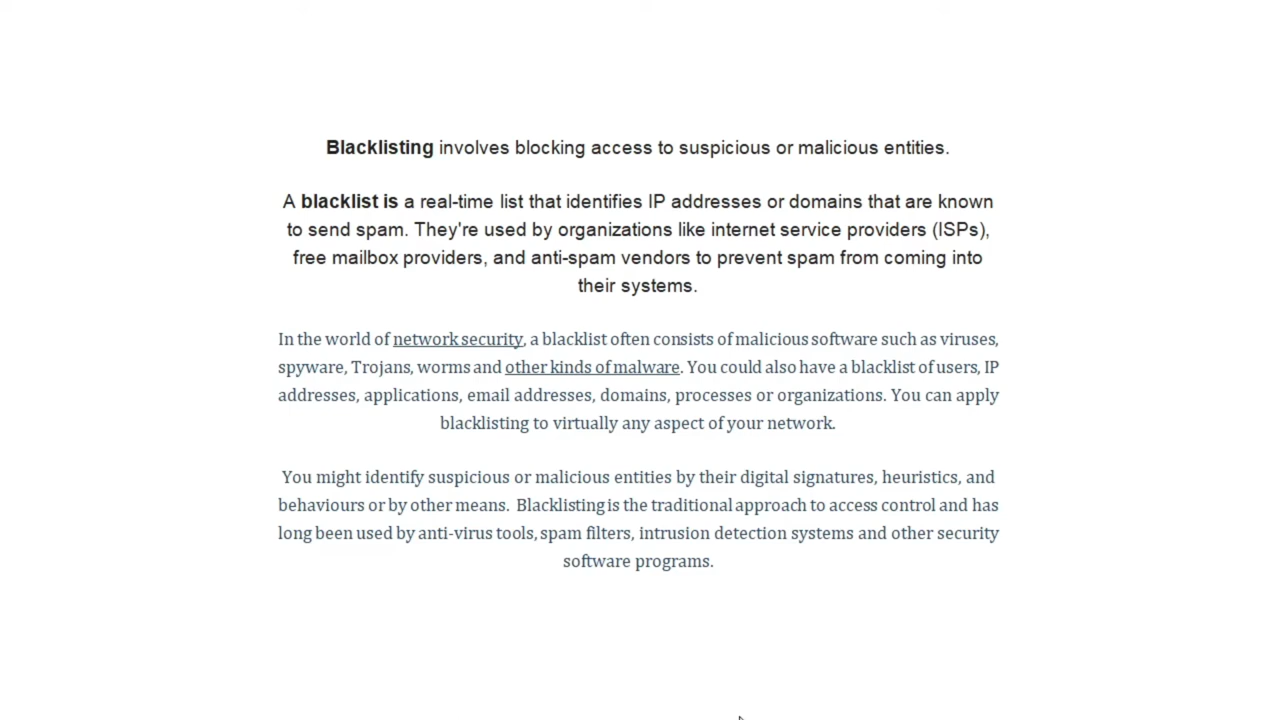 Blacklisting involves blocking access to suspicious or malicious entities.
A blacklist is a real-time list that identifies IP addresses or domains that are known
to send spam. They're used by organizations like internet service providers (ISPs),
free mailbox providers, and anti-spam vendors to prevent spam from coming into
their systems.
In the world of network security, a blacklist often consists of malicious software such as viruses,
spyware, Trojans, worms and other kinds of malware. You could also have a blacklist of users, IP
addresses, applications, email addresses, domains, processes or organizations. You can apply
blacklisting to virtually any aspect of your network.
You might identify suspicious or malicious entities by their digital signatures, heuristics, and
behaviours or by other means. Blacklisting is the traditional approach to access control and has
long been used by anti-virus tools, spam filters, intrusion detection systems and other security
software programs.